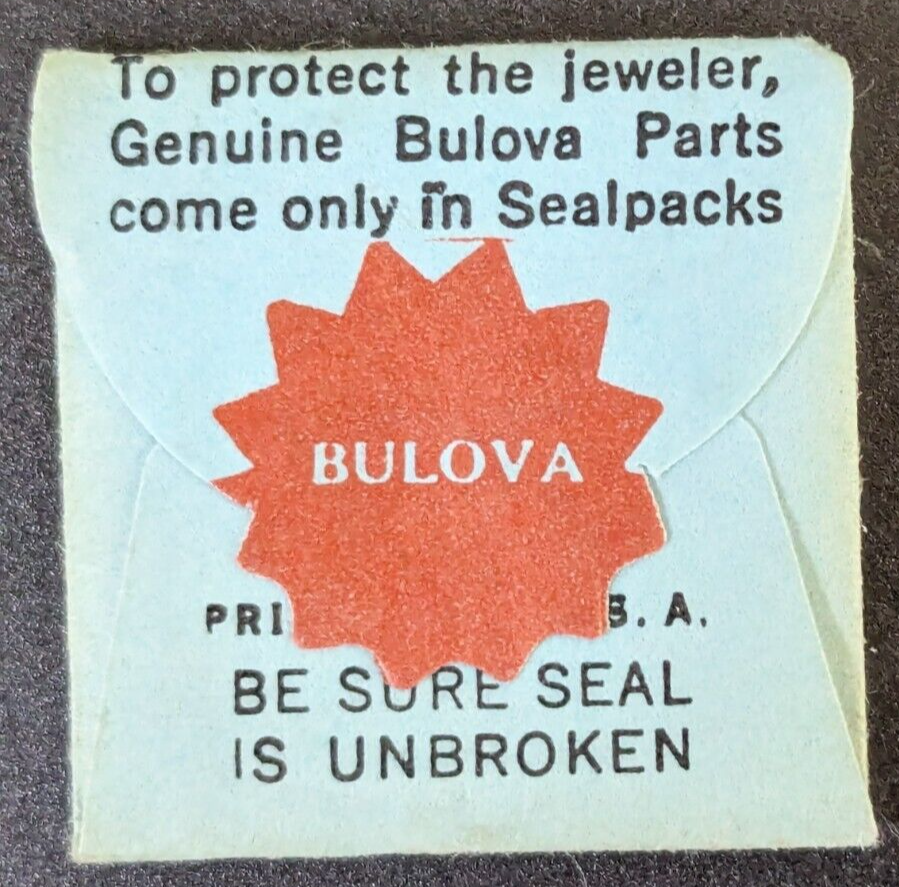 To protect the jeweler,
Genuine Bulova Parts
come only in Sealpacks
BULOVA
PRI S. A.
BE SURE SEAL
IS UNBROKEN